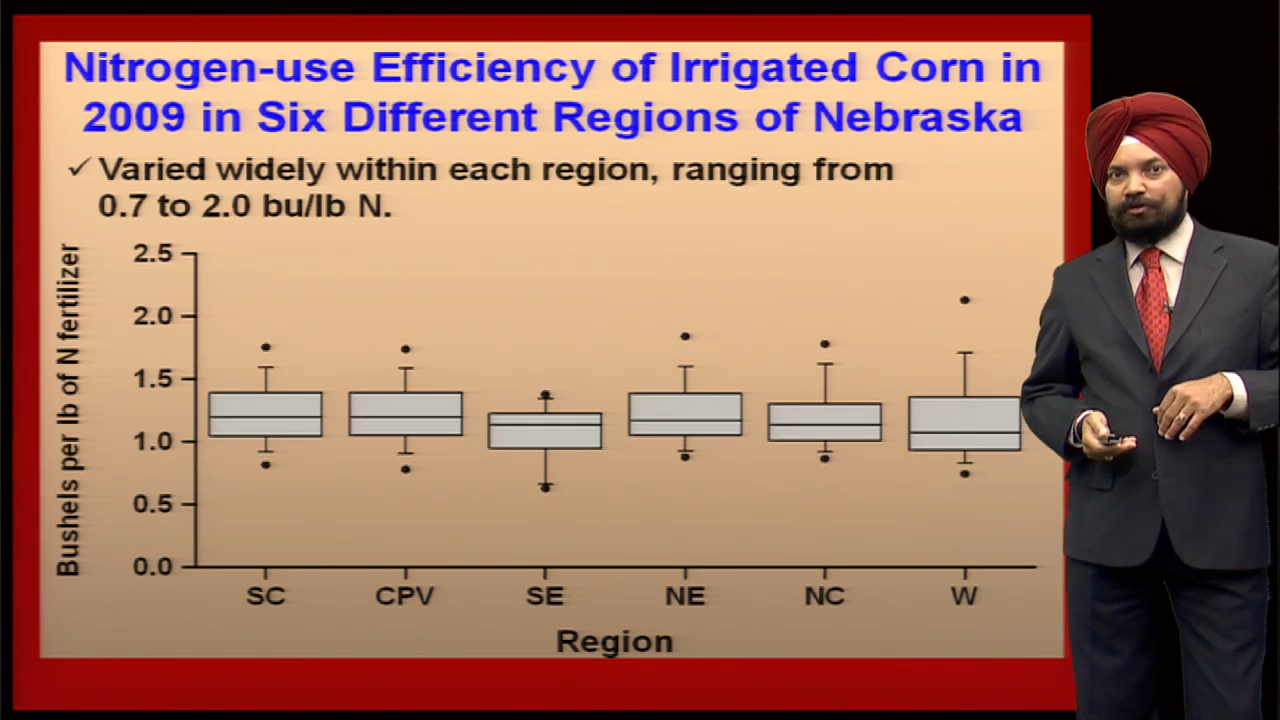 Nitrogen-use Efficiency of Irrigated Corn in
2009 in Six Different Regions of Nebraska
✓ Varied widely within each region, ranging from
0.7 to 2.0 bu/lb N.
Bushels per lb of N fertilizer
2.5
2.0
1.5
1.0
0.5
0.0
SC CPV SE NE NC W
Region